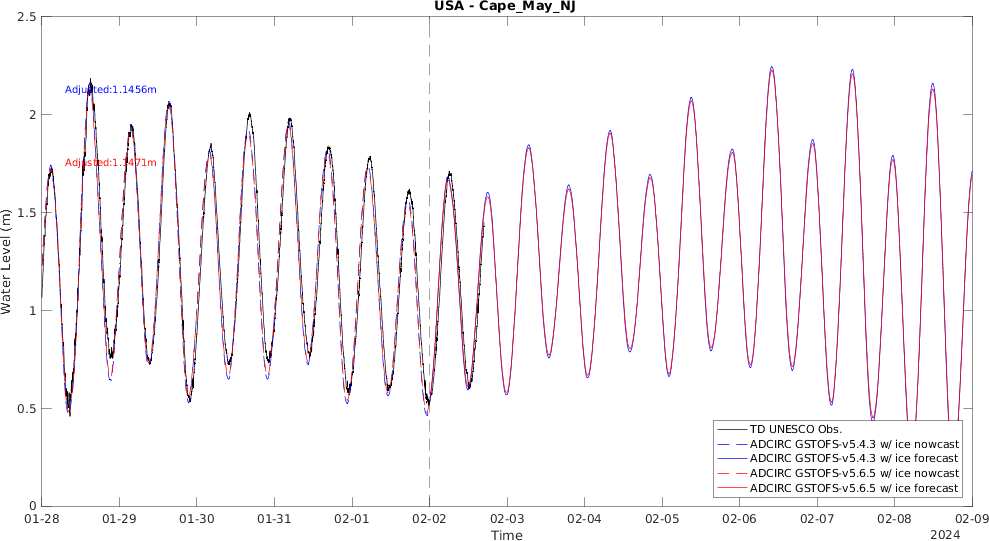 USA - Cape_May_NJ
2.5
2
1.5
1
0.5
0
Water Level (m)
Adjusted:1.1456m
Adjusted:1.1471m
TD UNESCO Obs.
ADCIRC GSTOFS-v5.4.3 w/ ice nowcast
ADCIRC GSTOFS-v5.4.3 w/ ice forecast
ADCIRC GSTOFS-v5.6.5 w/ ice nowcast
ADCIRC GSTOFS-v5.6.5 w/ ice forecast
01-28 01-29 01-30 01-31 02-01 02-02 02-03 02-04 02-05 02-06 02-07 02-08 02-09
Time
2024